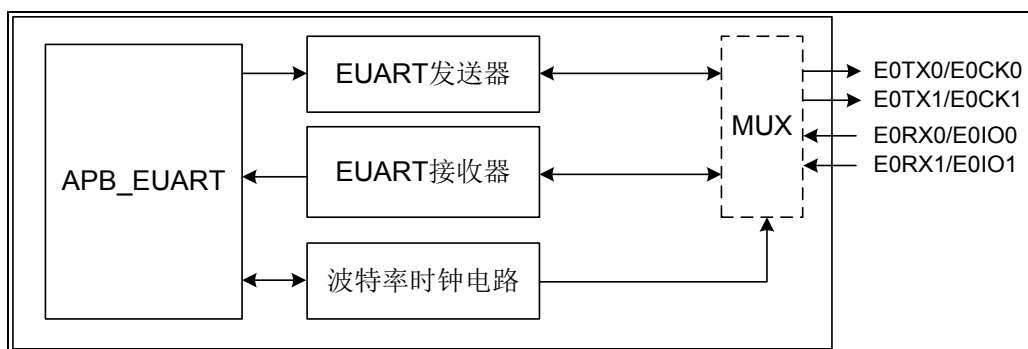 APB_EUART
EUART发送器
EUART接收器
波特率时钟电路
MUX
E0TX0/E0CK0
E0TX1/E0CK1
E0RX0/E0IO0
E0RX1/E0IO1